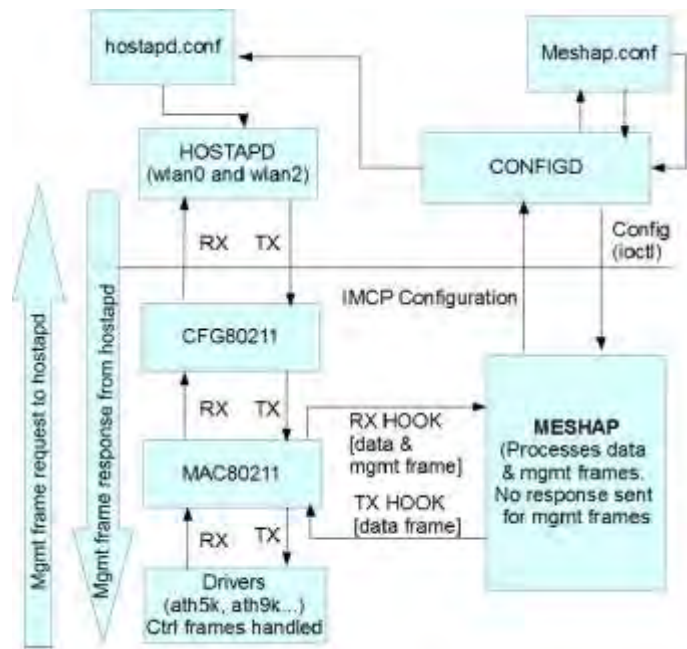 hostapd.conf
Meshap.conf
HOSTAPD
(wlan0 and wlan2)
CONFIGD
RX TX
Config
(ioctl)
IMCP Configuration
CFG80211
RX TX
RX HOOK
[data &
mgmt frame]
MAC80211
TX HOOK
[data frame]
MESHAP
(Processes data
& mgmt frames.
No response sent
for mgmt frames
RX TX
Drivers
(ath5k, ath9k...)
Ctrl frames handled
Mgmt frame request to hostapd
Mgmt frame response from hostapd